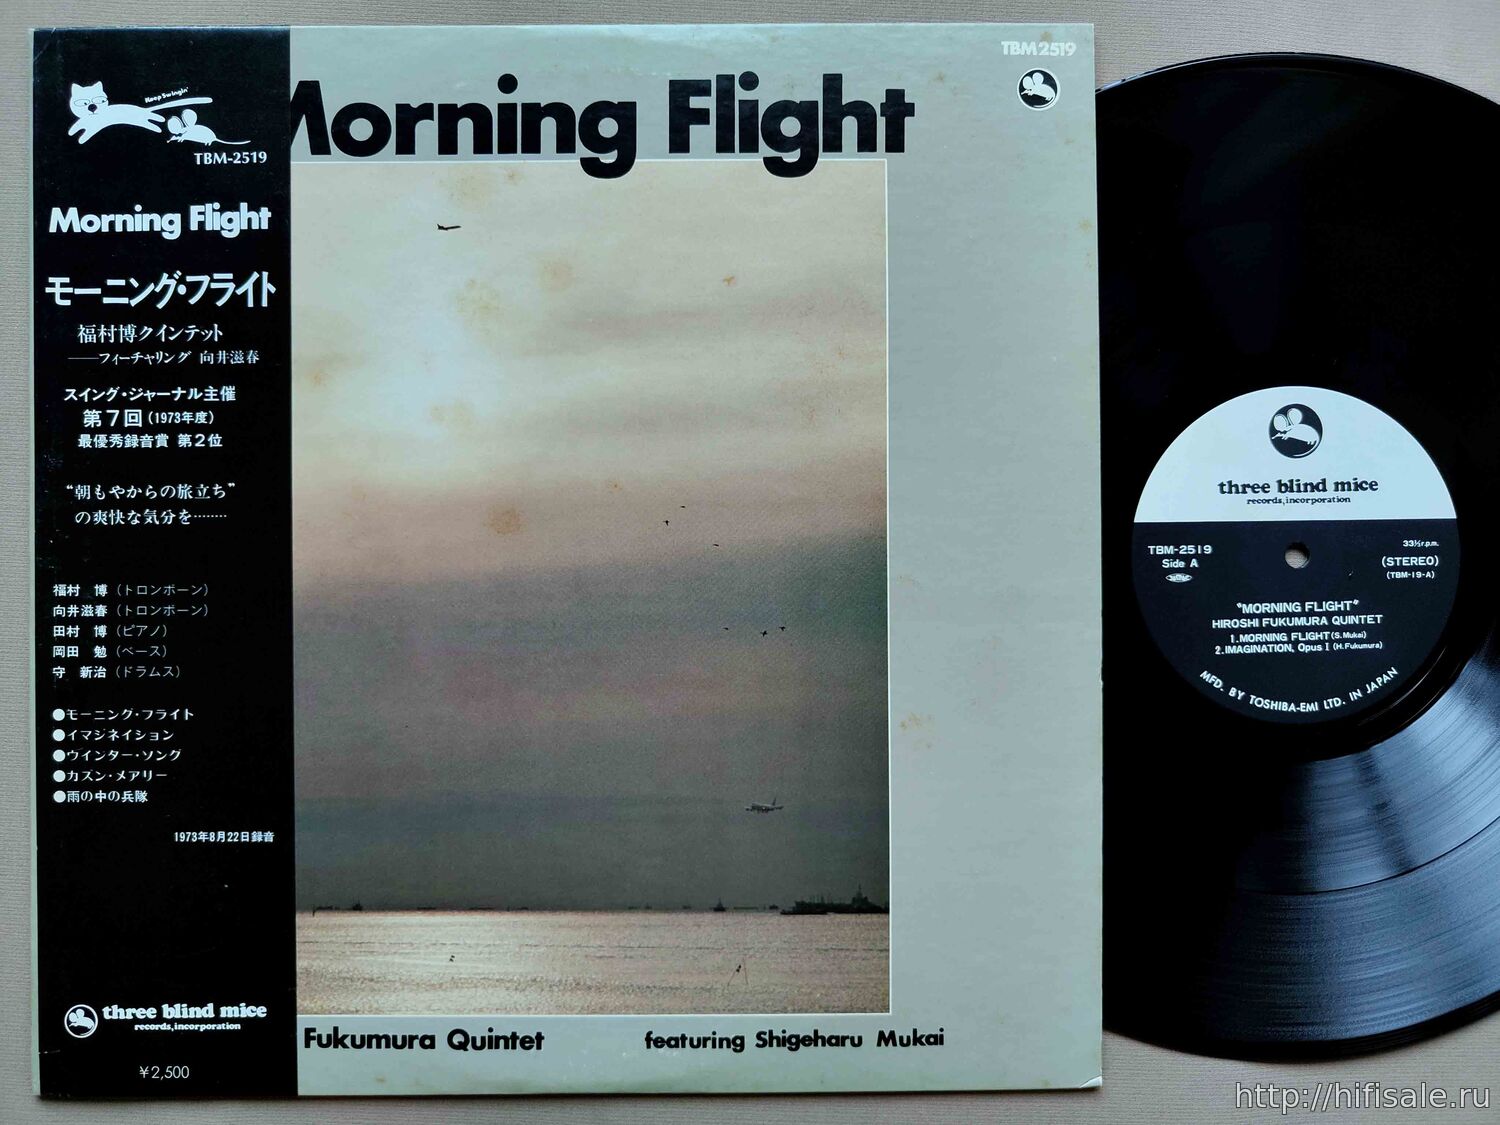 Keep Swingin'
TBM-2519
Morning Flight
モーニング・フライト
福村博クインテット
——フィーチャリング 向井滋春
スイング・ジャーナル主催
第7回(1973年度)
最優秀録音賞 第2位
“朝もやからの旅立ち”
の爽快な気分を………
福村 博(トロンボーン)
向井滋春(トロンボーン)
田村 博(ピアノ)
岡田 勉(ベース)
守 新治(ドラムス)
●モーニング・フライト
●イマジネイション
●ウインター・ソング
●カズン・メアリー
●雨の中の兵隊
1973年8月22日録音
three blind mice
records, incorporation
¥2,500
TBM2519
Morning Flight
Fukumura Quintet featuring Shigeharu Mukai
three blind mice
records, incorporation
TBM-2519
Side A
33⅓r.p.m.
(STEREO)
(TBM-19-A)
"MORNING FLIGHT"
HIROSHI FUKUMURA QUINTET
1. MORNING FLIGHT (S. Mukai)
2. IMAGINATION, Opus I (H. Fukumura)
MFD. BY TOSHIBA-EMI LTD. IN JAPAN
http://hifisale.ru